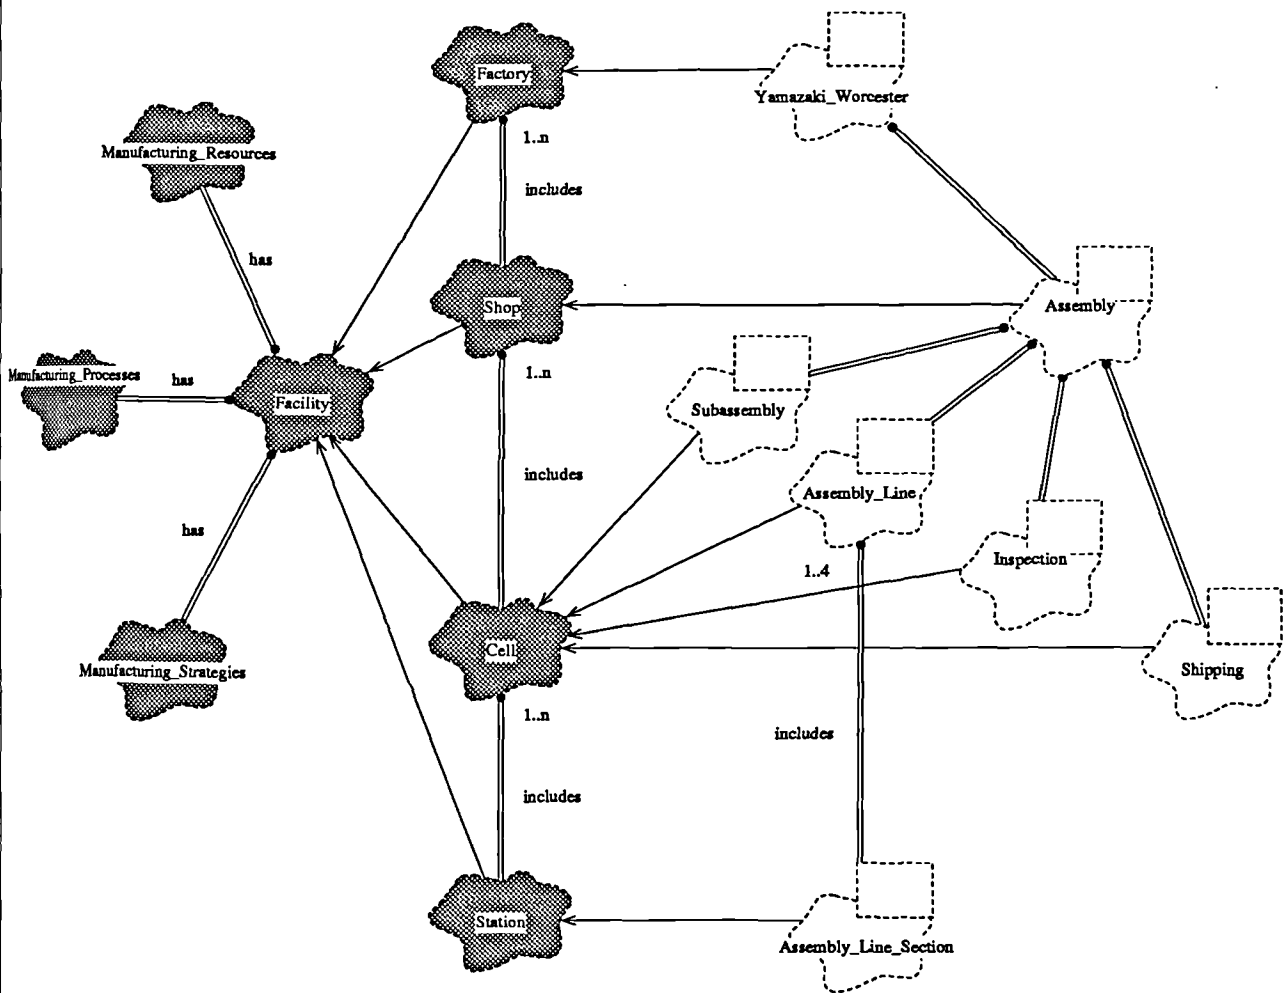 Factory
Yamazaki_Worcester
1..n
Manufacturing_Resources
includes
has
Shop
Assembly
1..n
Manufacturing_Processes
has
Facility
Subassembly
includes
Assembly_Line
has
Inspection
1..4
Cell
Manufacturing_Strategies
Shipping
1..n
includes
includes
Station
Assembly_Line_Section